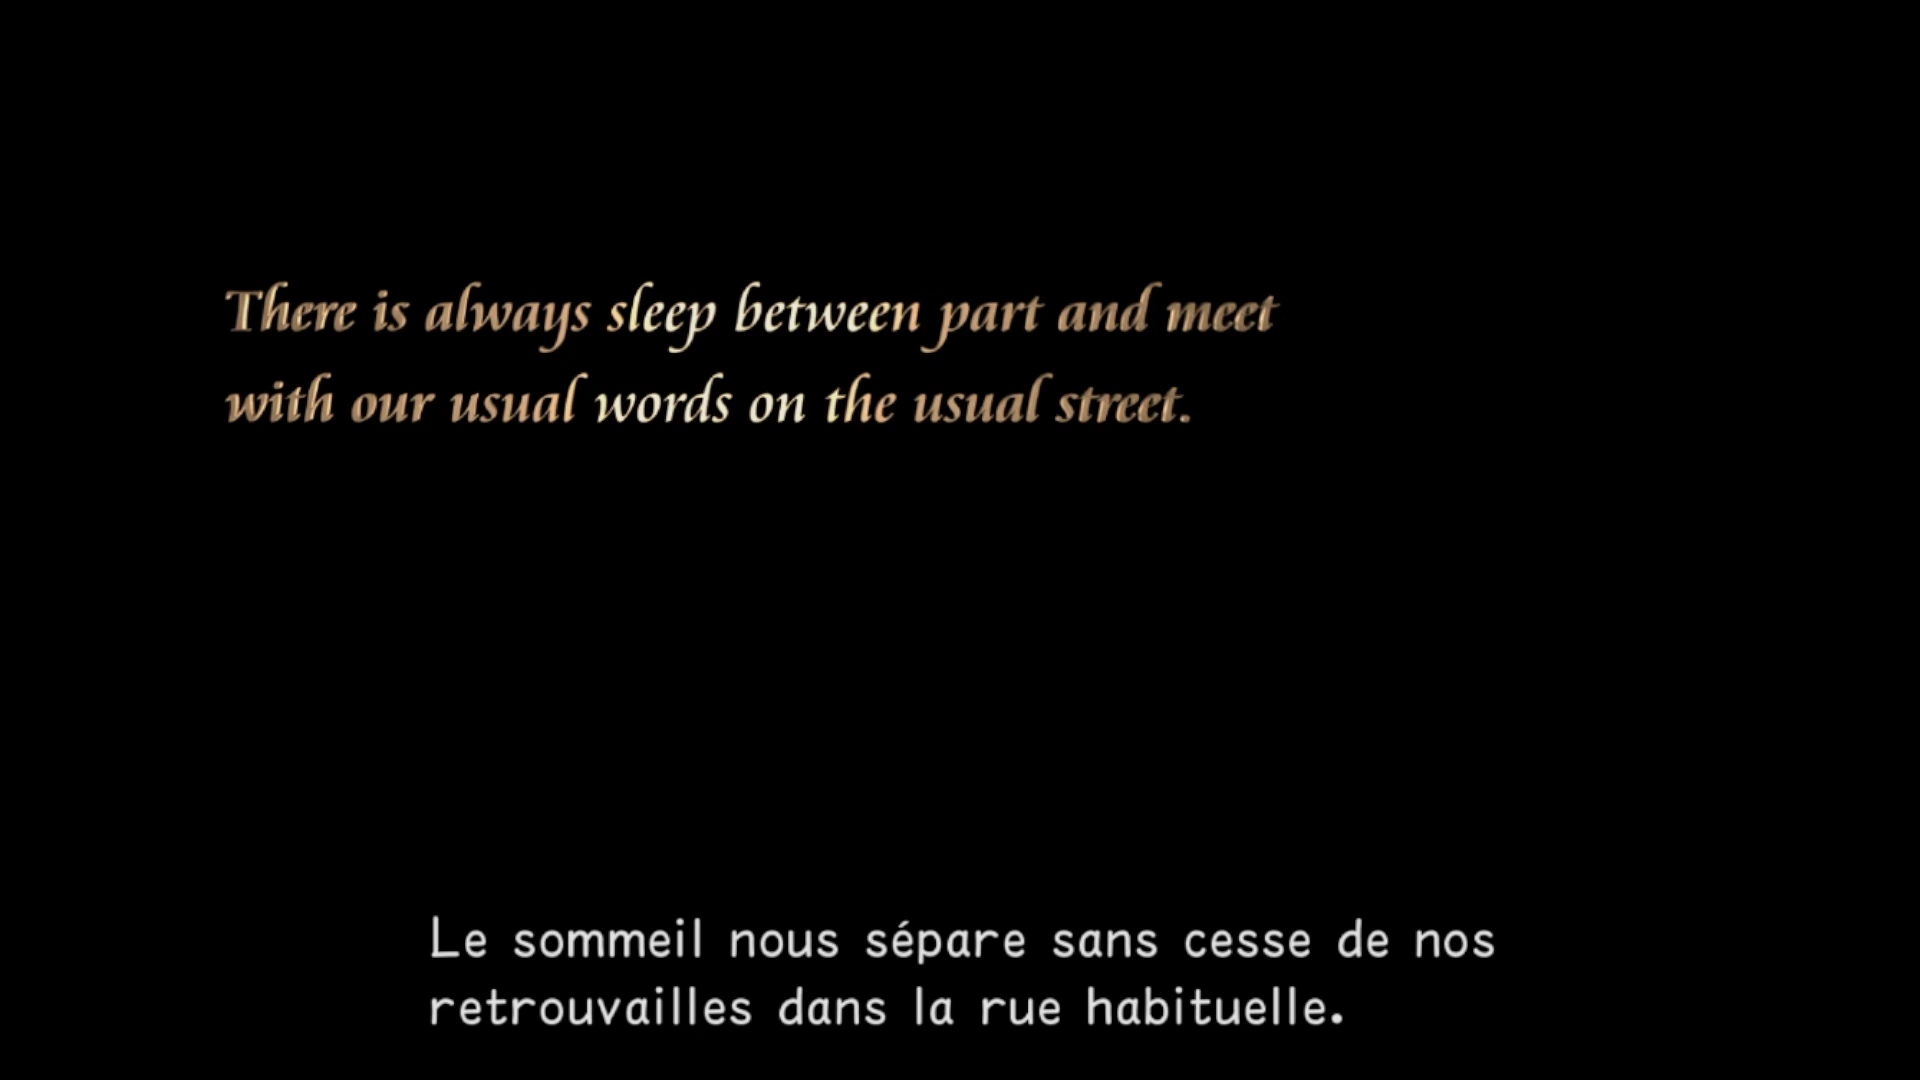 There is always sleep between part and meet
with our usual words on the usual street.
Le sommeil nous sépare sans cesse de nos
retrouvailles dans la rue habituelle.